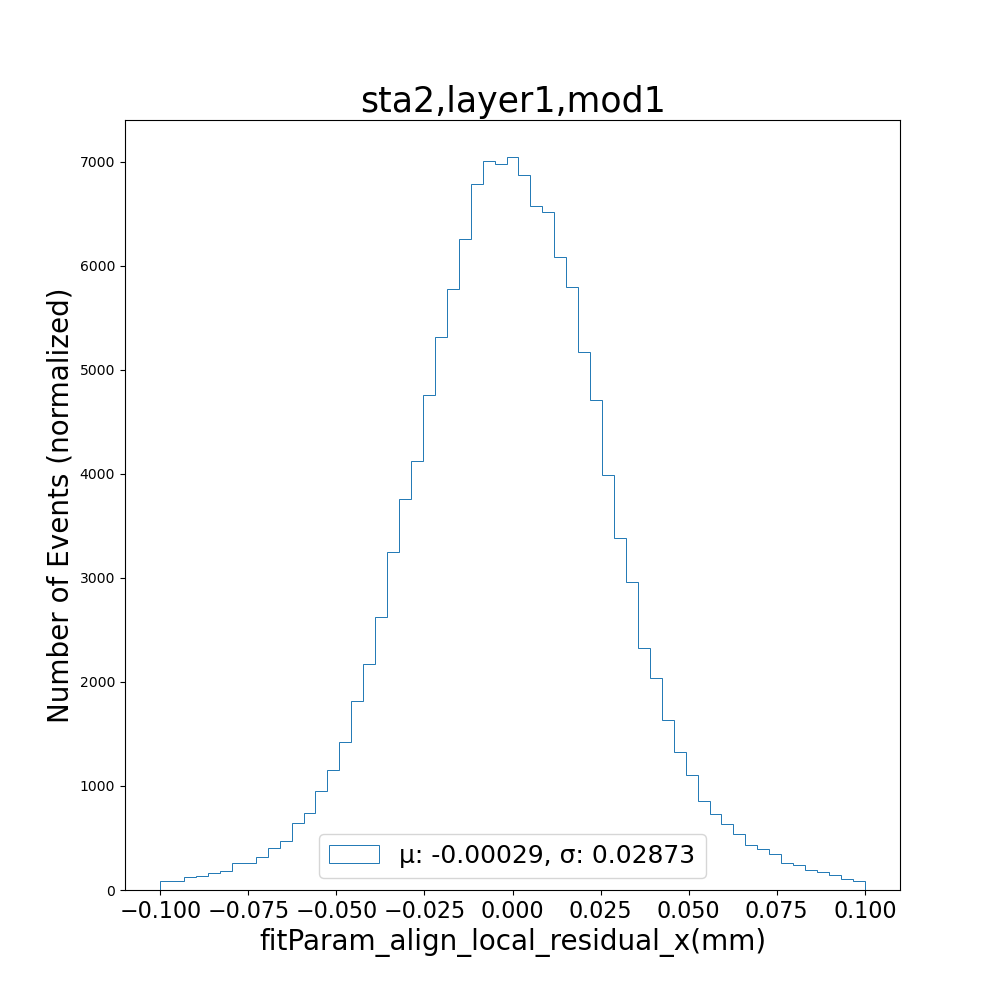 sta2,layer1,mod1
Number of Events (normalized)
7000
6000
5000
4000
3000
2000
1000
0
μ: -0.00029, σ: 0.02873
−0.100 −0.075 −0.050 −0.025 0.000 0.025 0.050 0.075 0.100
fitParam_align_local_residual_x(mm)